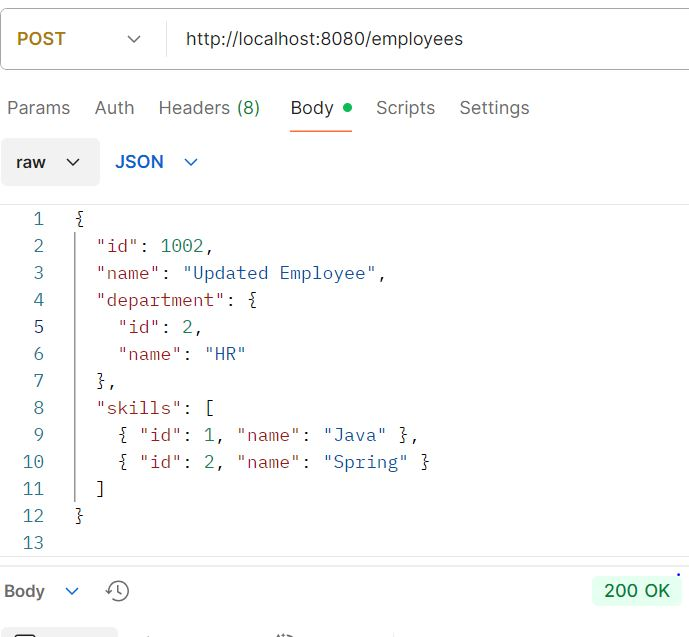 POST http://localhost:8080/employees
Params Auth Headers (8) Body Scripts Settings
raw JSON
1 {
2 "id": 1002,
3 "name": "Updated Employee",
4 "department": {
5 "id": 2,
6 "name": "HR"
7 },
8 "skills": [
9 { "id": 1, "name": "Java" },
10 { "id": 2, "name": "Spring" }
11 ]
12 }
13
Body 200 OK